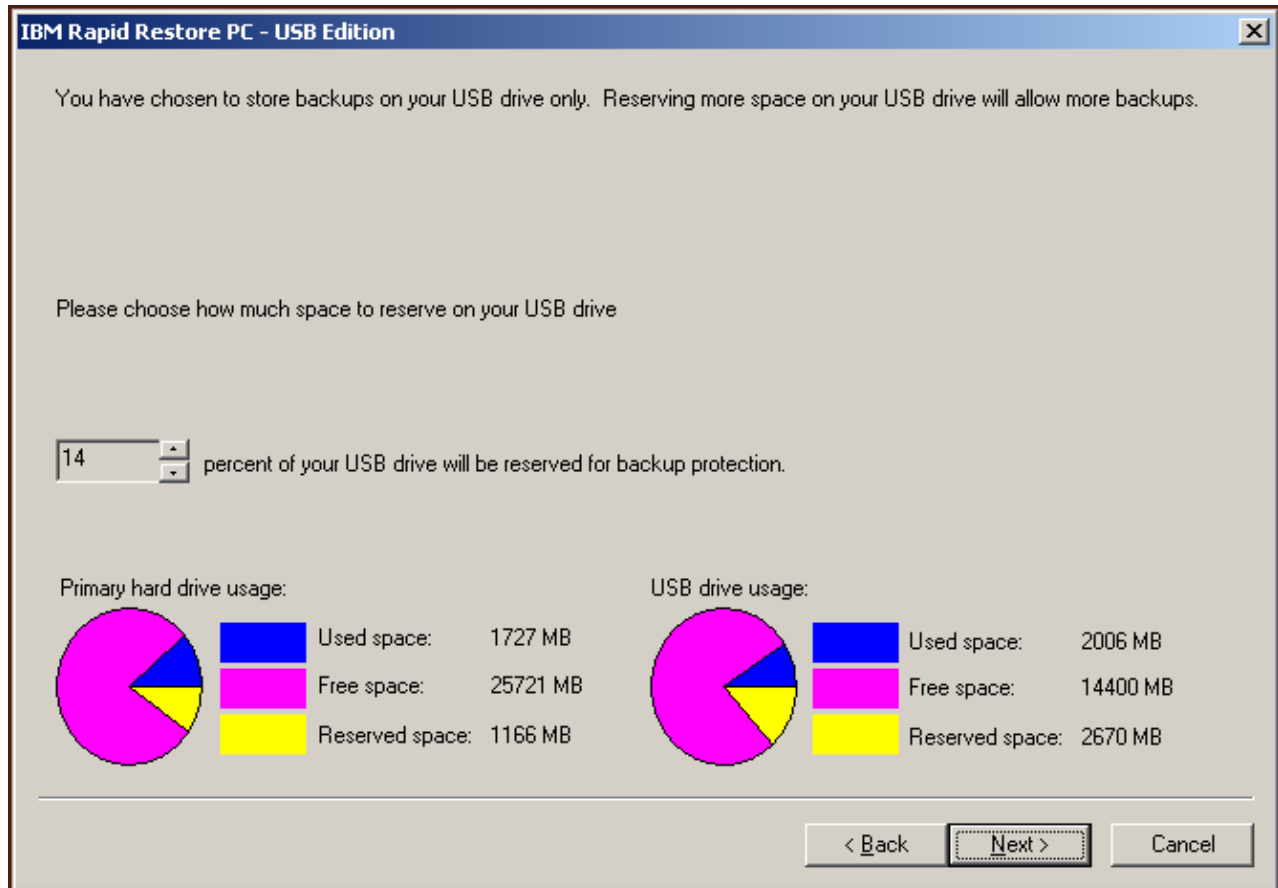 IBM Rapid Restore PC - USB Edition
You have chosen to store backups on your USB drive only. Reserving more space on your USB drive will allow more backups.
Please choose how much space to reserve on your USB drive
14 percent of your USB drive will be reserved for backup protection.
Primary hard drive usage:
Used space: 1727 MB
Free space: 25721 MB
Reserved space: 1166 MB
USB drive usage:
Used space: 2006 MB
Free space: 14400 MB
Reserved space: 2670 MB
< Back Next > Cancel